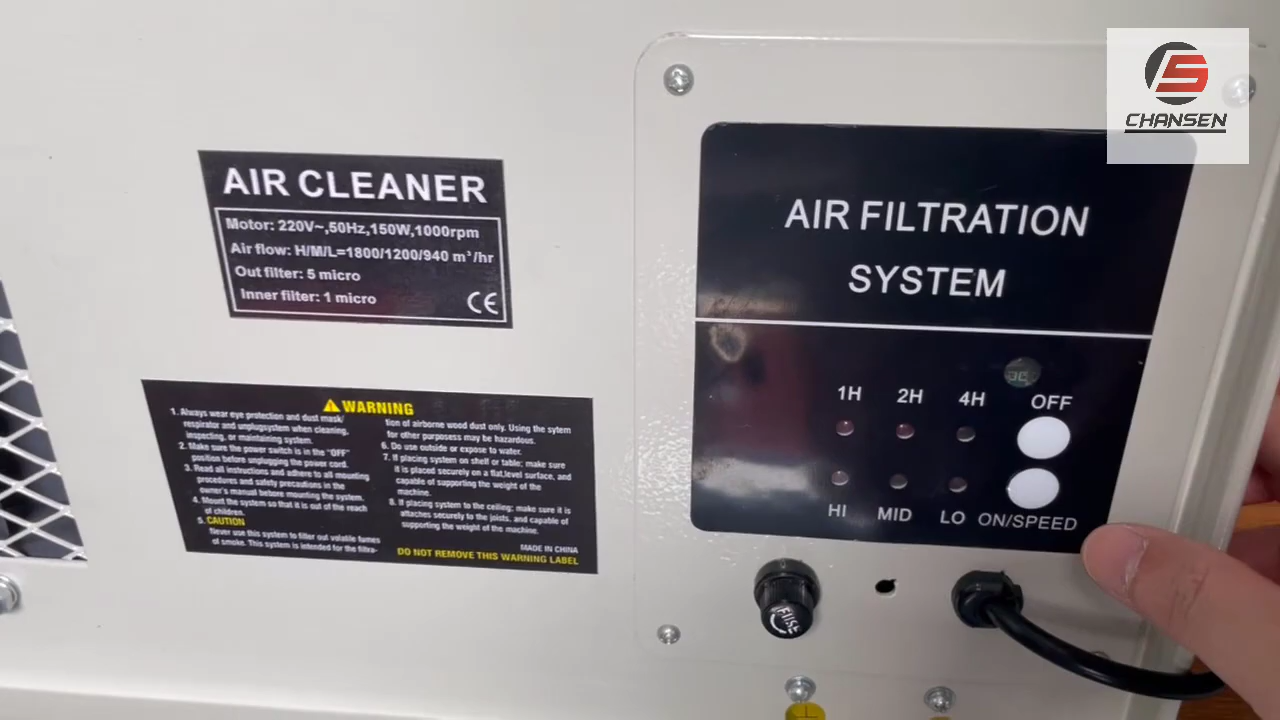 CHANSEN
AIR CLEANER
Motor: 220V~,50Hz,150W,1000rpm
Air flow: H/M/L=1800/1200/940 m³/hr
Out filter: 5 micro
Inner filter: 1 micro
CE
WARNING
1. Always wear eye protection and dust mask/
respirator and unplugsystem when cleaning,
inspecting, or maintaining system.
2. Make sure the power switch is in the "OFF"
position before unplugging the power cord.
3. Read all instructions and adhere to all mounting
procedures and safety precautions in the
owner's manual before mounting the system.
4. Mount the system so that it is out of the reach
of children.
5. CAUTION
Never use this system to filter out volatile fumes
of smoke. This system is intended for the filtra-
tion of airborne wood dust only. Using the sytem
for other purposess may be hazardous.
6. Do use outside or expose to water.
7. If placing system on shelf or table; make sure
it is placed securely on a flat,level surface, and
capable of supporting the weight of the
machine.
8. If placing system to the ceiling; make sure it is
attaches securely to the joists, and capable of
supporting the weight of the machine.
MADE IN CHINA
DO NOT REMOVE THIS WARNING LABEL
AIR FILTRATION
SYSTEM
1H 2H 4H OFF
HI MID LO ON/SPEED
FUSE